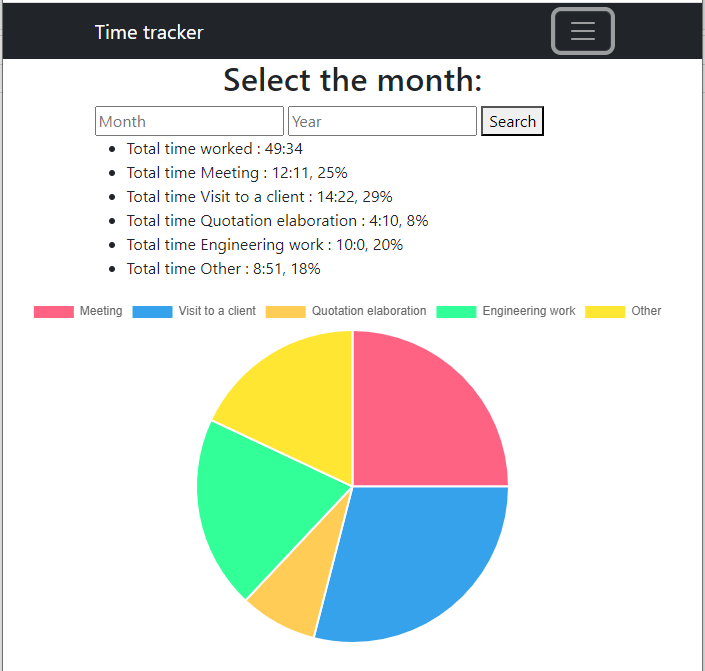 Time tracker
Select the month:
Month Year Search
Total time worked : 49:34
Total time Meeting : 12:11, 25%
Total time Visit to a client : 14:22, 29%
Total time Quotation elaboration : 4:10, 8%
Total time Engineering work : 10:0, 20%
Total time Other : 8:51, 18%
Meeting Visit to a client Quotation elaboration Engineering work Other